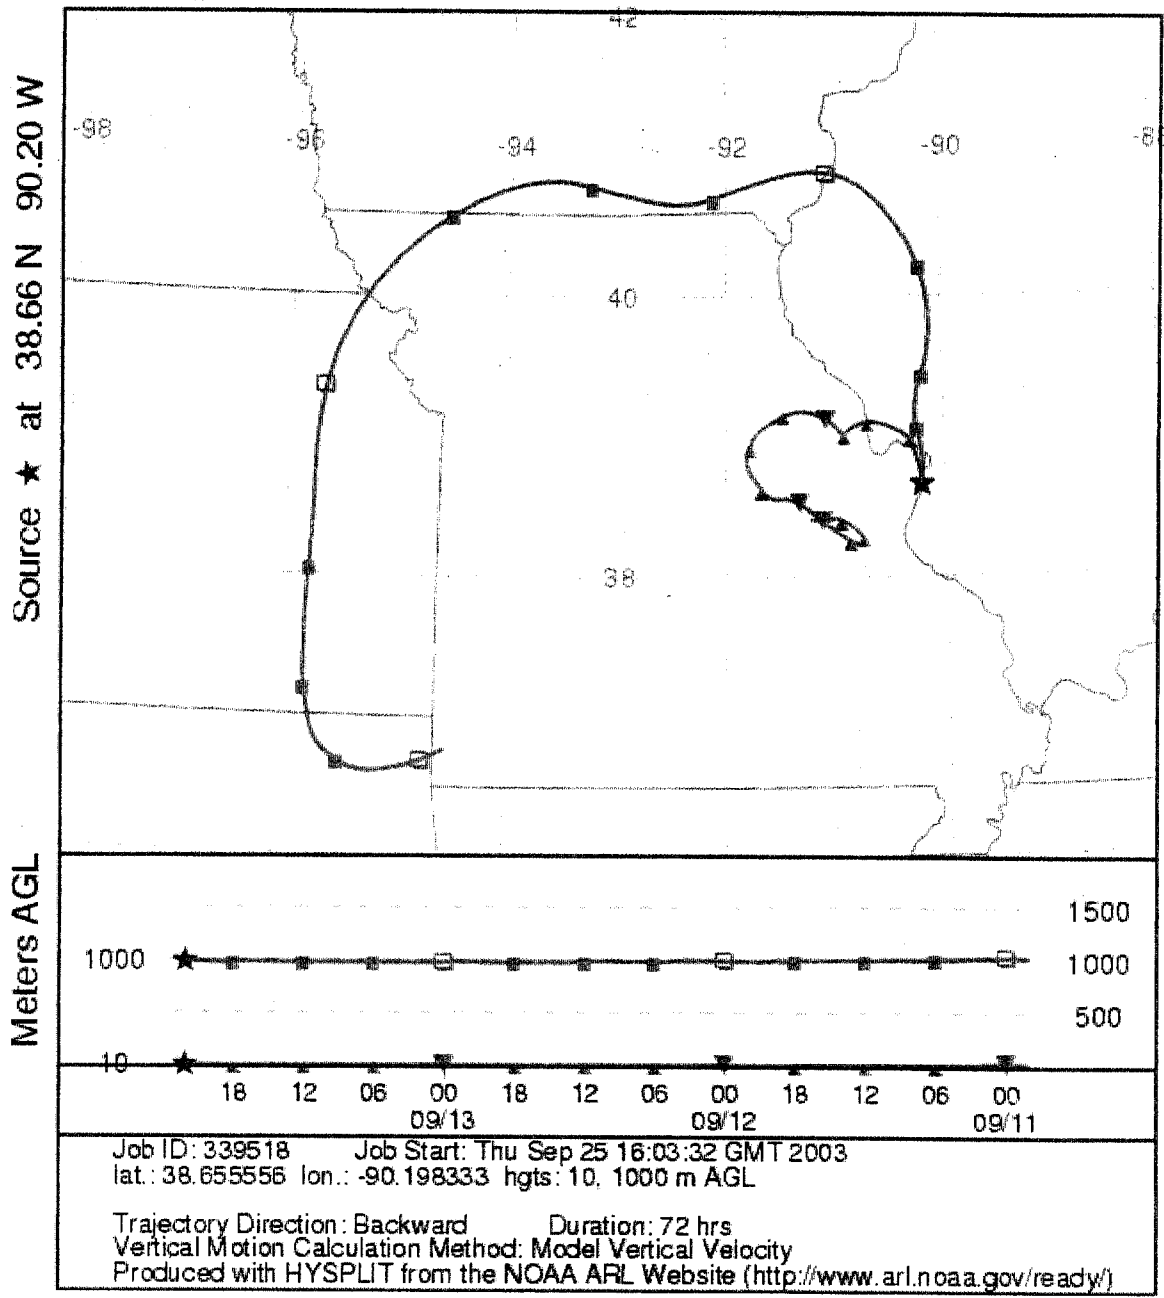 Source ★ at 38.66 N 90.20 W
42
-98 -96 -94 -92 -90 -88
40
38
Meters AGL
1500
1000 1000
500
10
18 12 06 00 18 12 06 00 18 12 06 00
09/13 09/12 09/11
Job ID: 339518 Job Start: Thu Sep 25 16:03:32 GMT 2003
lat.: 38.655556 lon.: -90.198333 hgts: 10, 1000 m AGL
Trajectory Direction: Backward Duration: 72 hrs
Vertical Motion Calculation Method: Model Vertical Velocity
Produced with HYSPLIT from the NOAA ARL Website (http://www.arl.noaa.gov/ready/)